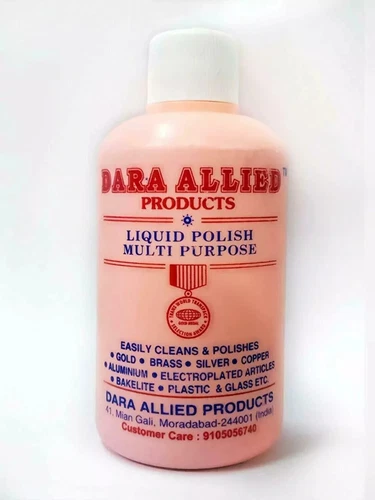 DARA ALLIED™
PRODUCTS
LIQUID POLISH
MULTI PURPOSE
EASILY CLEANS & POLISHES
• GOLD • BRASS • SILVER • COPPER
• ALUMINIUM • ELECTROPLATED ARTICLES
• BAKELITE • PLASTIC & GLASS ETC.
DARA ALLIED PRODUCTS
41, Mian Gali, Moradabad-244001 (India)
Customer Care : 9105056740